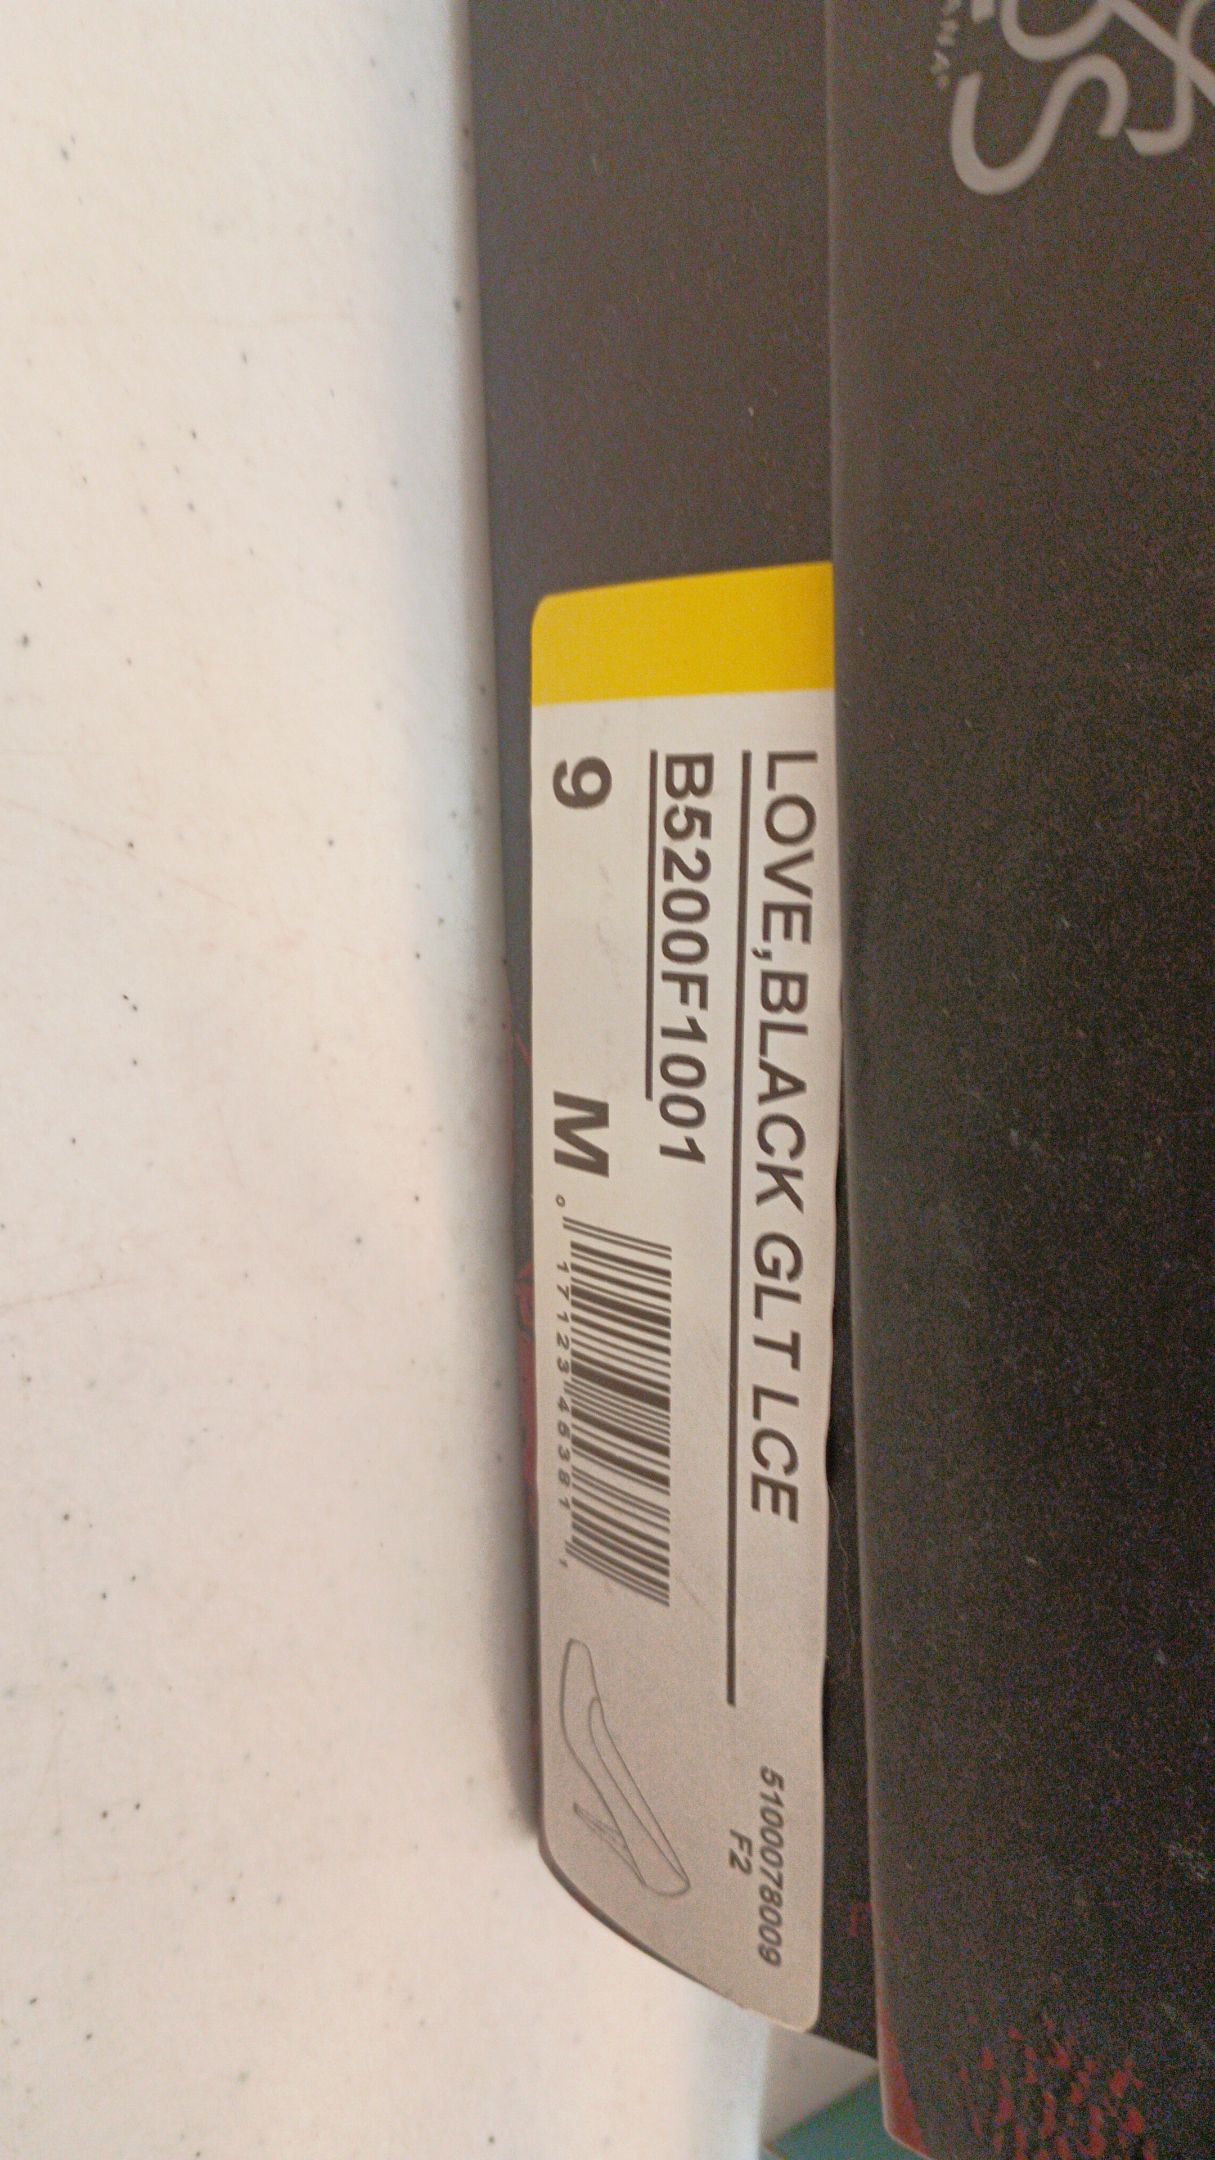 LOVE,BLACK GLT LCE
B5200F1001
9 M
5100078009
F2